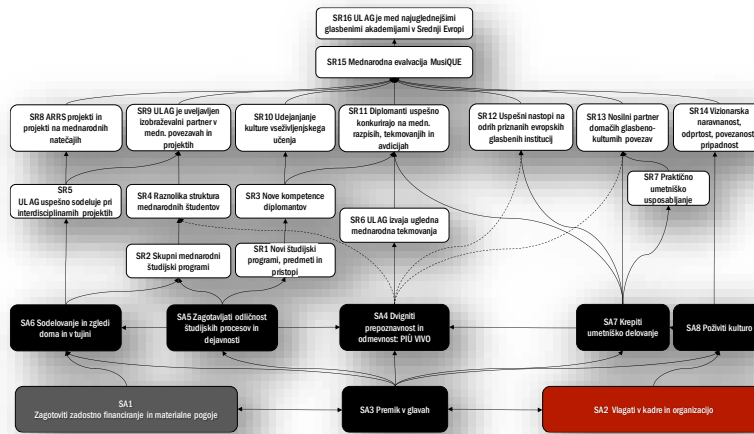 SR16 UL AG je med najuglednejšimi
glasbenimi akademijami v Srednji Evropi
SR15 Mednarodna evalvacija MusiQUE
SR8 ARRS projekti in
projekti na mednarodnih
natečajih
SR9 UL AG je uveljavljen
izobraževalni partner v
medn. povezavah in
projektih
SR10 Udejanjanje
kulture vseživljenjskega
učenja
SR11 Diplomanti uspešno
konkurirajo na medn.
razpisih, tekmovanjih in
avdicijah
SR12 Uspešni nastopi na
odrih priznanih evropskih
glasbenih institucij
SR13 Nosilni partner
domačih glasbeno-
kulturnih povezav
SR14 Vizionarska
naravnanost,
odprtost, povezanost
pripadnost
SR5
UL AG uspešno sodeluje pri
interdisciplinarnih projektih
SR4 Raznolika struktura
mednarodnih študentov
SR3 Nove kompetence
diplomantov
SR7 Praktično
umetniško
usposabljanje
SR6 UL AG izvaja ugledna
mednarodna tekmovanja
SR2 Skupni mednarodni
študijski programi
SR1 Novi študijski
programi, predmeti in
pristopi
SA6 Sodelovanje in zgledi
doma in v tujini
SA5 Zagotavljati odličnost
študijskih procesov in
dejavnosti
SA4 Dvigniti
prepoznavnost in
odmevnost: PIÙ VIVO
SA7 Krepiti
umetniško delovanje
SA8 Poživiti kulturo
SA1
Zagotoviti zadostno financiranje in materialne pogoje
SA3 Premik v glavah
SA2 Vlagati v kadre in organizacijo